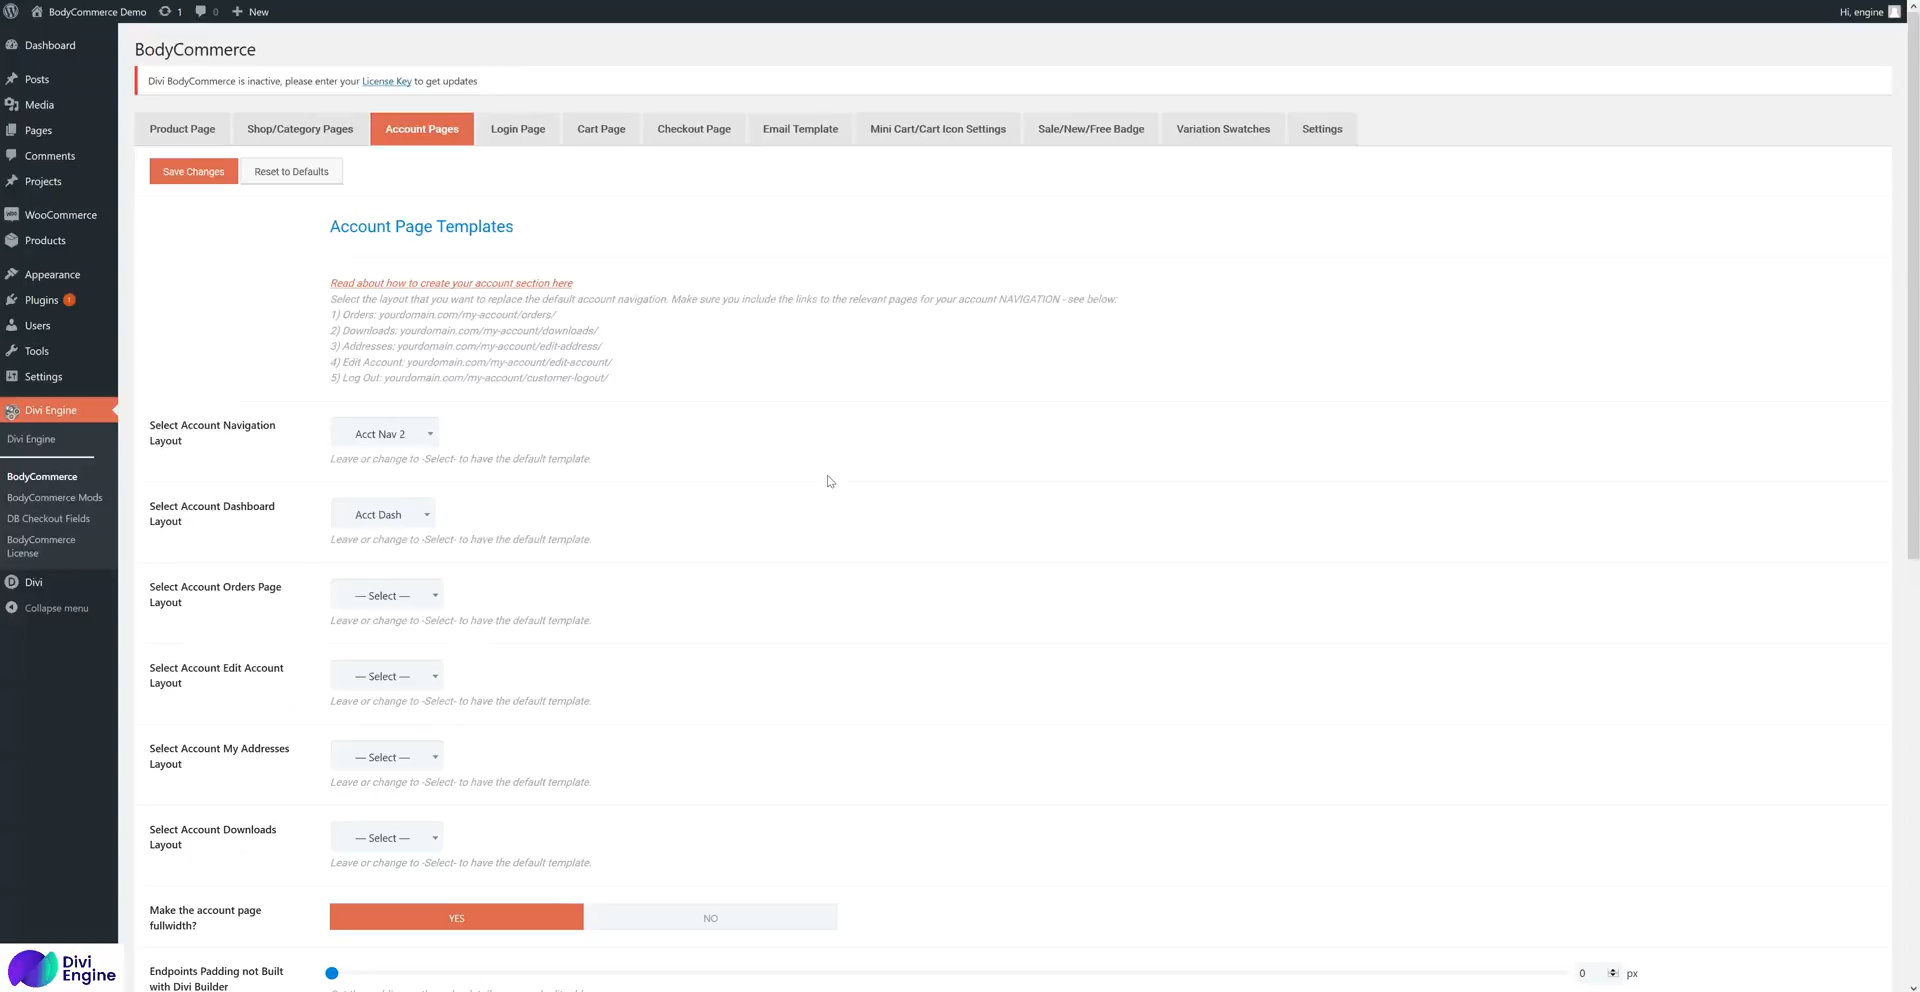 BodyCommerce Demo 1 0 New Hi, engine
Dashboard
Posts
Media
Pages
Comments
Projects
WooCommerce
Products
Appearance
Plugins 1
Users
Tools
Settings
Divi Engine
Divi Engine
BodyCommerce
BodyCommerce Mods
DB Checkout Fields
BodyCommerce
License
Divi
Collapse menu
Divi
Engine
BodyCommerce
Divi BodyCommerce is inactive, please enter your License Key to get updates
Product Page Shop/Category Pages Account Pages Login Page Cart Page Checkout Page Email Template Mini Cart/Cart Icon Settings Sale/New/Free Badge Variation Swatches Settings
Save Changes Reset to Defaults
Account Page Templates
Read about how to create your account section here
Select the layout that you want to replace the default account navigation. Make sure you include the links to the relevant pages for your account NAVIGATION - see below:
1) Orders: yourdomain.com/my-account/orders/
2) Downloads: yourdomain.com/my-account/downloads/
3) Addresses: yourdomain.com/my-account/edit-address/
4) Edit Account: yourdomain.com/my-account/edit-account/
5) Log Out: yourdomain.com/my-account/customer-logout/
Select Account Navigation
Layout
Acct Nav 2
Leave or change to -Select- to have the default template.
Select Account Dashboard
Layout
Acct Dash
Leave or change to -Select- to have the default template.
Select Account Orders Page
Layout
— Select —
Leave or change to -Select- to have the default template.
Select Account Edit Account
Layout
— Select —
Leave or change to -Select- to have the default template.
Select Account My Addresses
Layout
— Select —
Leave or change to -Select- to have the default template.
Select Account Downloads
Layout
— Select —
Leave or change to -Select- to have the default template.
Make the account page
fullwidth?
YES NO
Endpoints Padding not Built
with Divi Builder
0 px